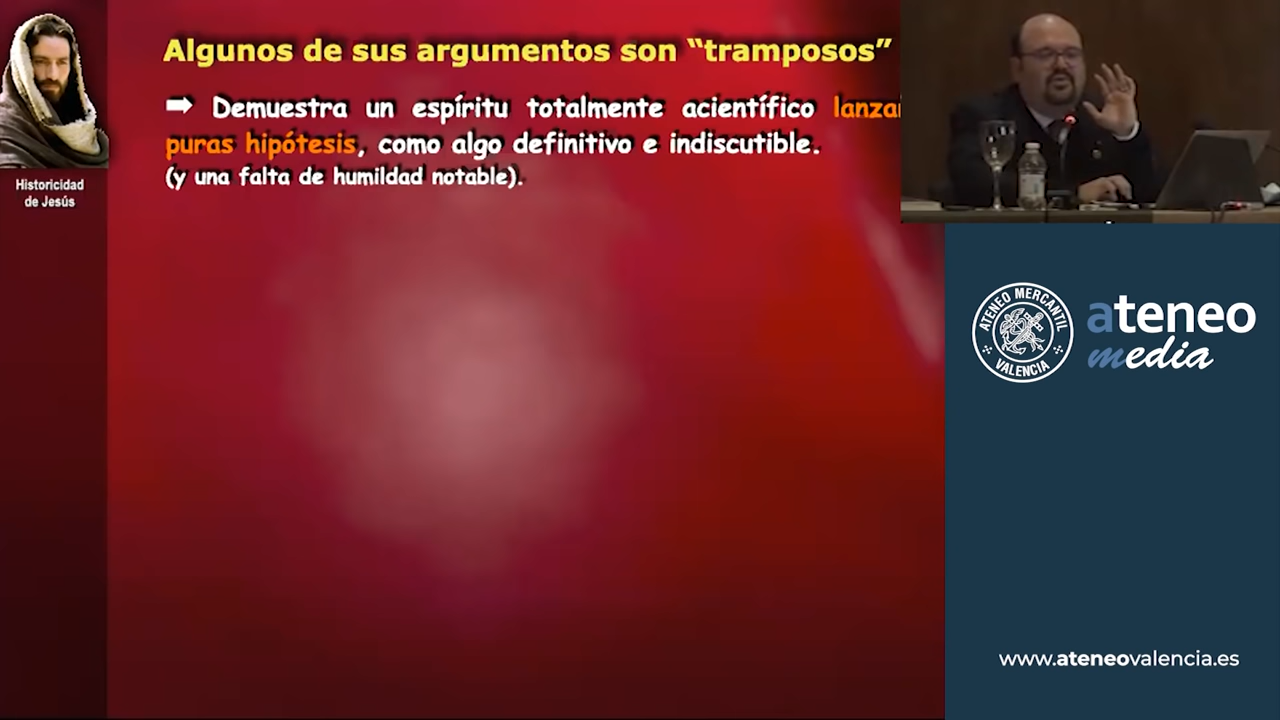 Algunos de sus argumentos son “tramposos”
➡ Demuestra un espíritu totalmente acientífico
puras hipótesis, como algo definitivo e indiscutible.
(y una falta de humildad notable).
Historicidad
de Jesús
ATENEO MERCANTIL
VALENCIA
ateneo
media
www.ateneovalencia.es